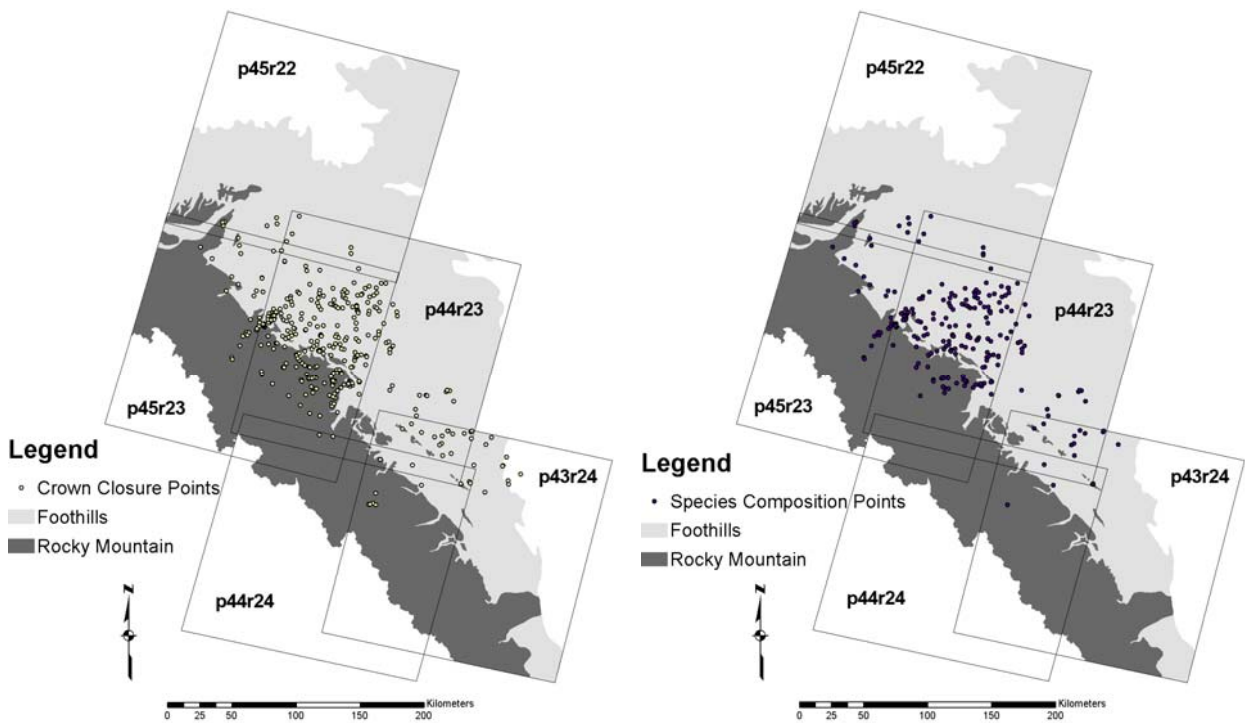 p45r22
p44r23
p45r23
Legend
Crown Closure Points
Foothills
Rocky Mountain
p43r24
p44r24
N
Kilometers
0 25 50 100 150 200
p45r22
p44r23
p45r23
Legend
Species Composition Points
Foothills
Rocky Mountain
p43r24
p44r24
N
Kilometers
0 25 50 100 150 200